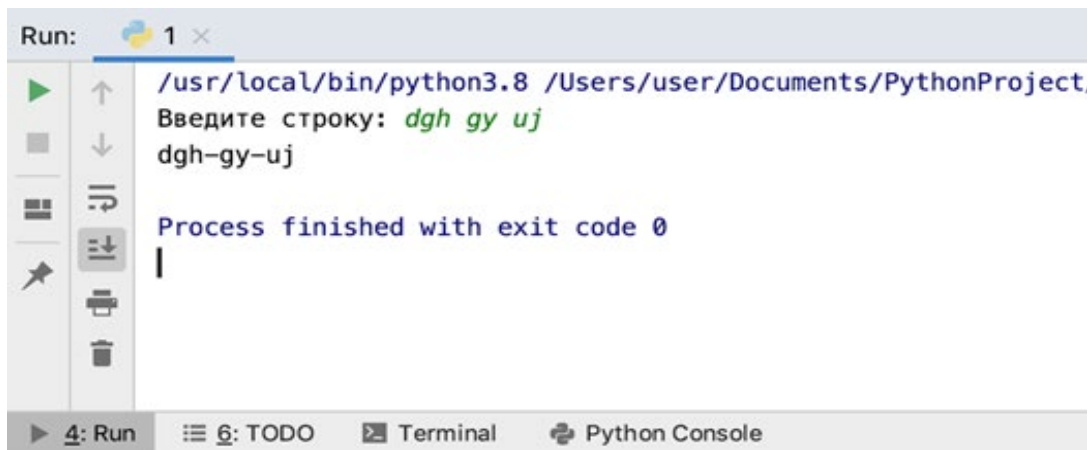 Run: 1
/usr/local/bin/python3.8 /Users/user/Documents/PythonProject/
Введите строку: dgh gy uj
dgh-gy-uj
Process finished with exit code 0
4: Run 6: TODO Terminal Python Console